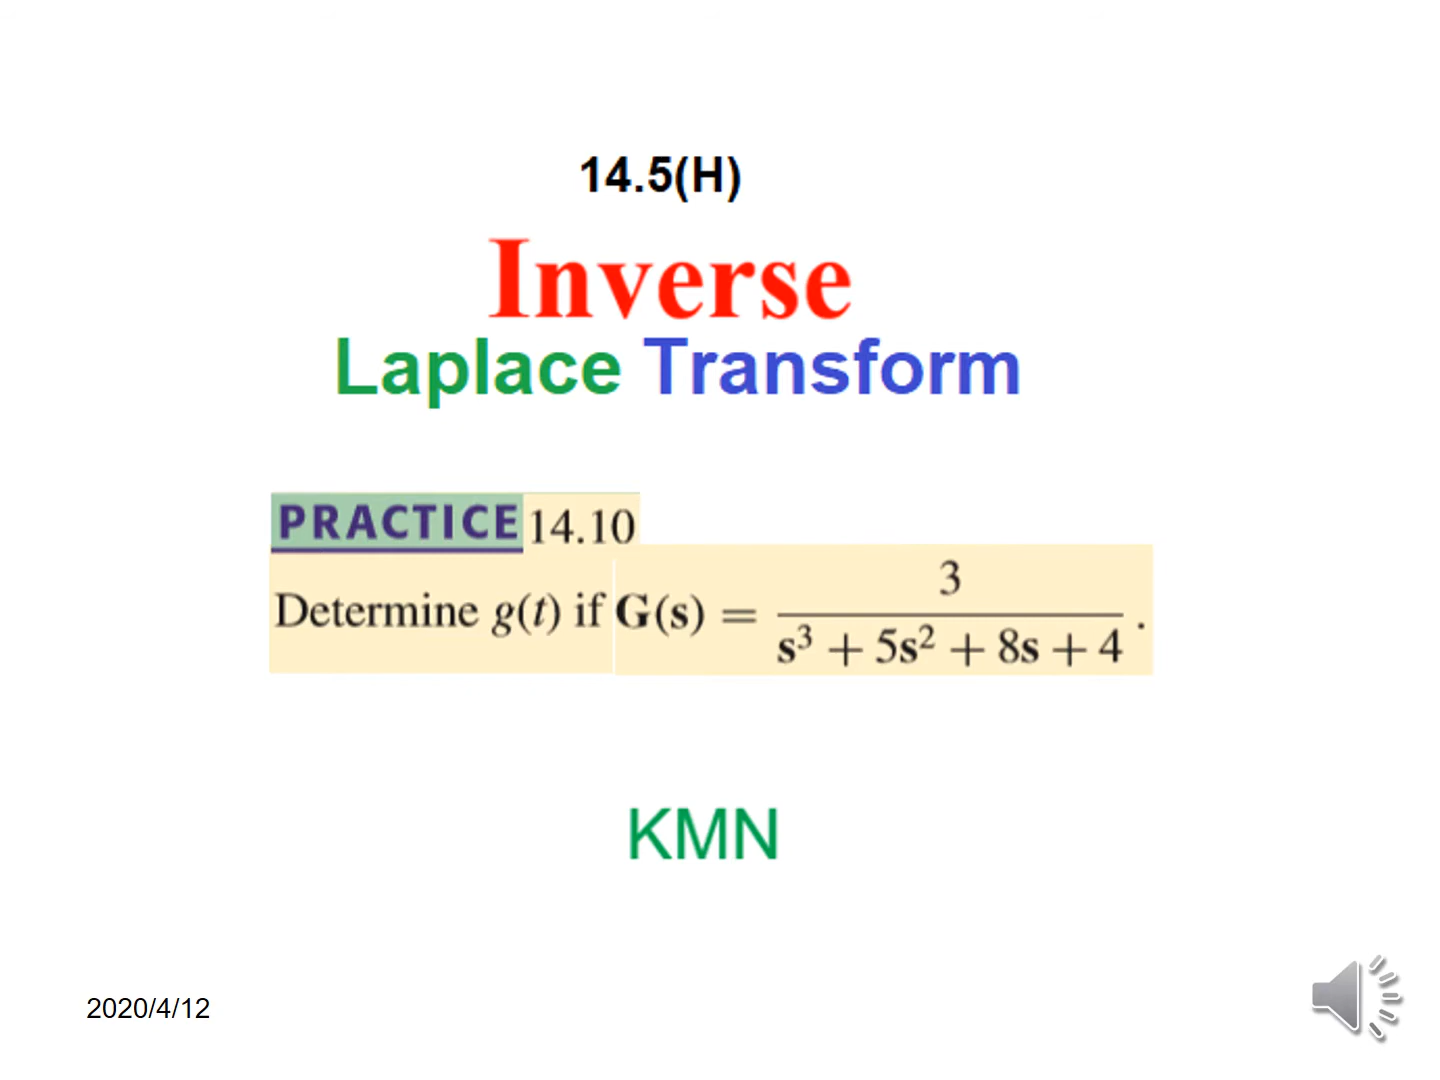 14.5(H)
Inverse
Laplace Transform
PRACTICE 14.10
Determine g(t) if G(s) = 3 / (s³ + 5s² + 8s + 4) .
KMN
2020/4/12